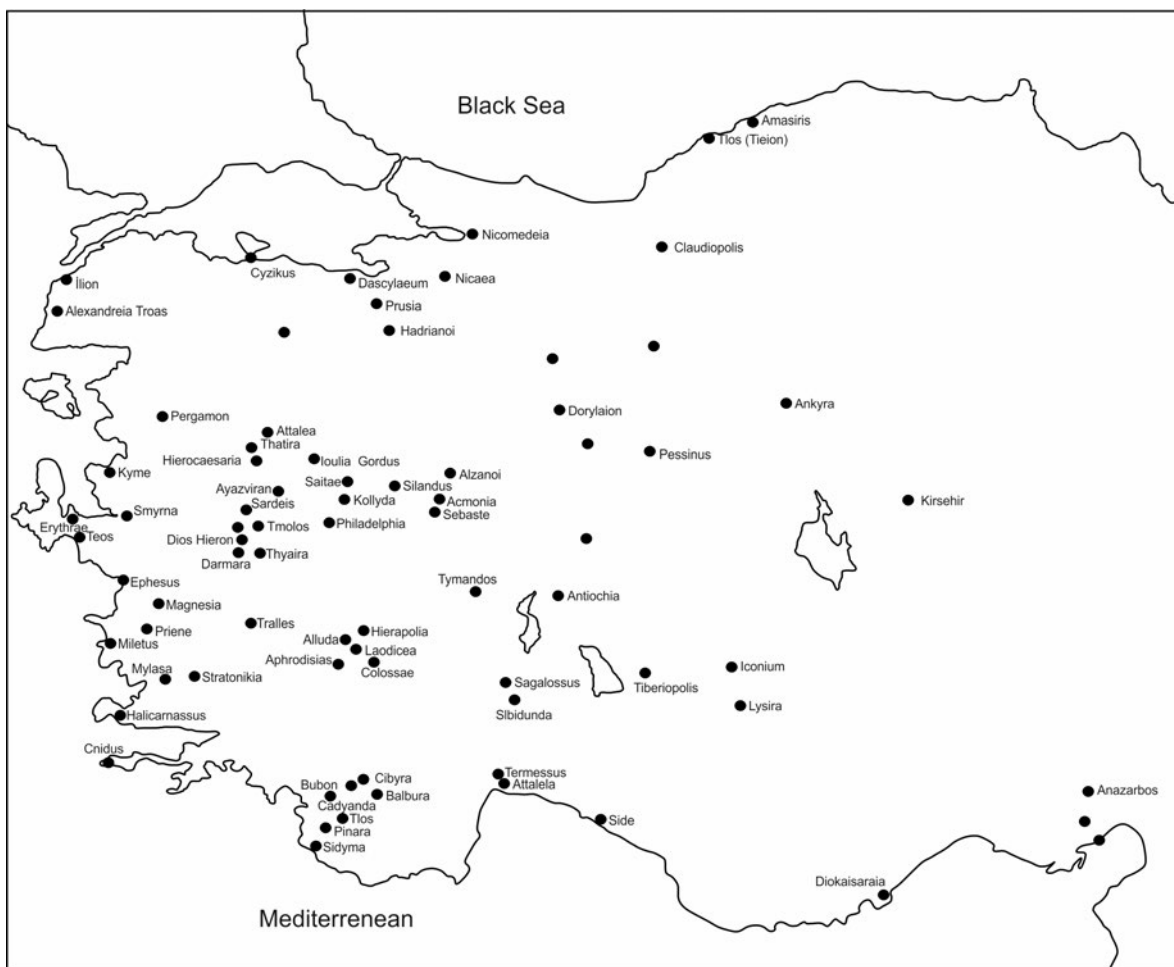 Black Sea
Amasiris
Tlos (Tieion)
Nicomedeia
Claudiopolis
Cyzikus
Dascylaeum
Nicaea
İlion
Prusia
Alexandreia Troas
Hadrianoi
Ankyra
Dorylaion
Pergamon
Attalea
Thatira
Pessinus
Hierocaesaria
Ioulia Gordus
Kyme
Alzanoi
Saitae
Silandus
Ayazviran
Kollyda
Acmonia
Kirsehir
Sardeis
Sebaste
Smyrna
Erythrae
Tmolos
Philadelphia
Teos
Dios Hieron
Darmara
Thyaira
Ephesus
Tymandos
Antiochia
Magnesia
Tralles
Priene
Hierapolia
Miletus
Alluda
Laodicea
Aphrodisias
Colossae
Mylasa
Stratonikia
Iconium
Sagalossus
Tiberiopolis
Slbidunda
Lysira
Halicarnassus
Cnidus
Termessus
Cibyra
Attalela
Bubon
Balbura
Anazarbos
Cadyanda
Tlos
Side
Pinara
Sidyma
Diokaisaraia
Mediterrenean